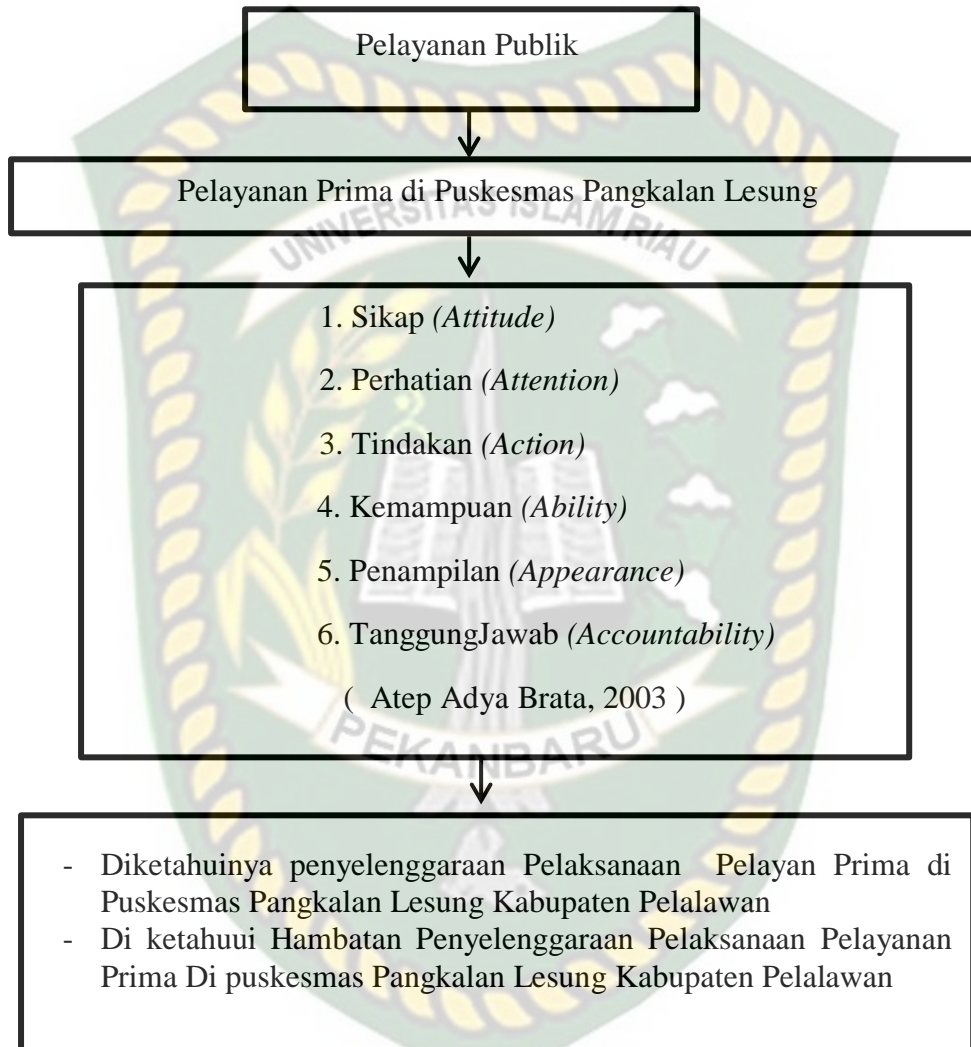 Pelayanan Publik
Pelayanan Prima di Puskesmas Pangkalan Lesung
UNIVERSITAS ISLAM RIAU
1. Sikap (Attitude)
2. Perhatian (Attention)
3. Tindakan (Action)
4. Kemampuan (Ability)
5. Penampilan (Appearance)
6. TanggungJawab (Accountability)
( Atep Adya Brata, 2003 )
PEKANBARU
- Diketahuinya penyelenggaraan Pelaksanaan Pelayan Prima di
Puskesmas Pangkalan Lesung Kabupaten Pelalawan
- Di ketahuui Hambatan Penyelenggaraan Pelaksanaan Pelayanan
Prima Di puskesmas Pangkalan Lesung Kabupaten Pelalawan